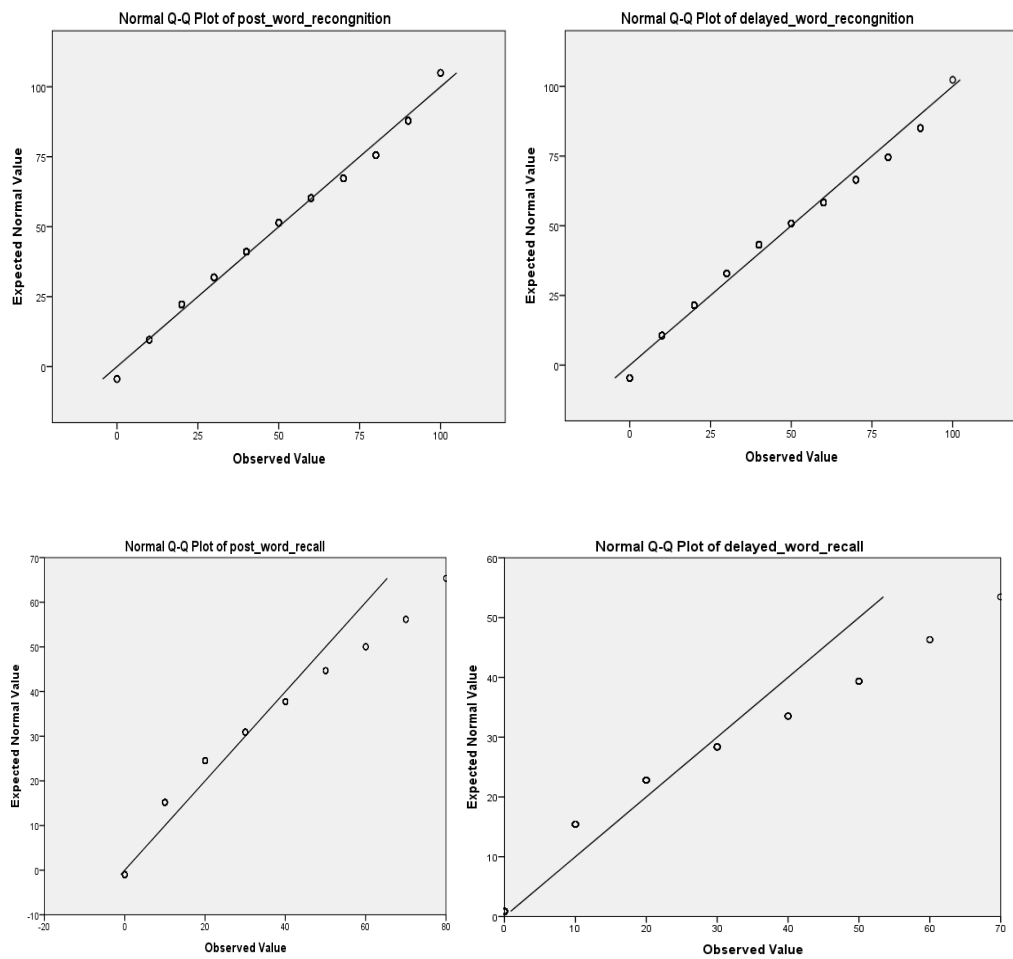 Normal Q-Q Plot of post_word_recongnition
Expected Normal Value
100
75
50
25
0
0 25 50 75 100
Observed Value
Normal Q-Q Plot of delayed_word_recongnition
Expected Normal Value
100
75
50
25
0
0 25 50 75 100
Observed Value
Normal Q-Q Plot of post_word_recall
Expected Normal Value
70
60
50
40
30
20
10
0
-10
-20 0 20 40 60 80
Observed Value
Normal Q-Q Plot of delayed_word_recall
Expected Normal Value
60
50
40
30
20
10
0
0 10 20 30 40 50 60 70
Observed Value